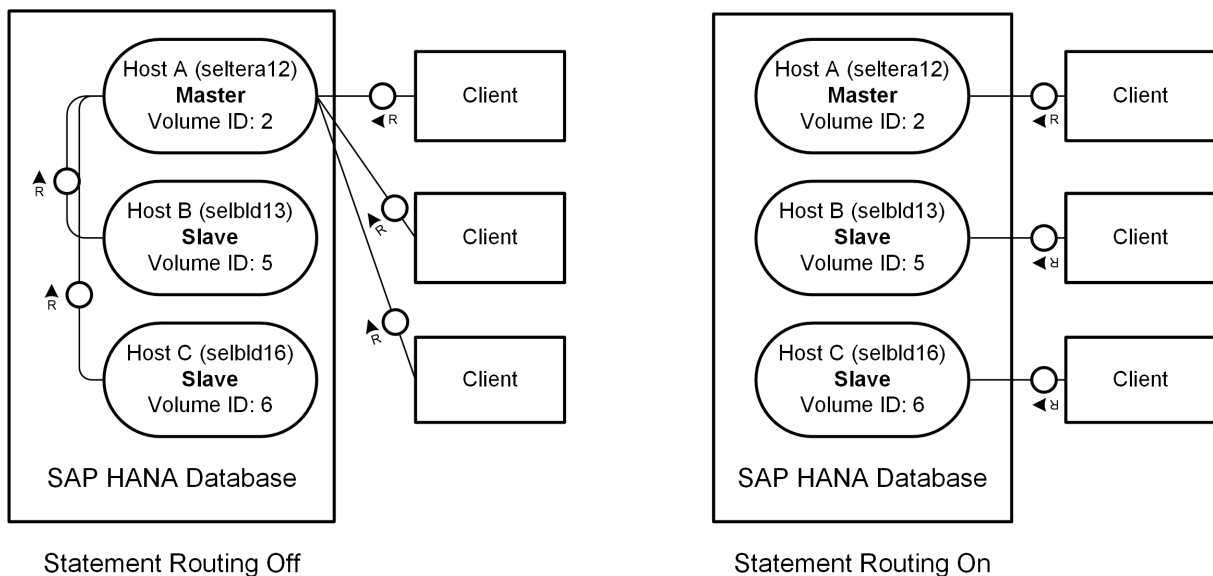 Host A (seltera12)
Master
Volume ID: 2
Client
R
R
Host B (selbld13)
Slave
Volume ID: 5
Client
R
R
Host C (selbld16)
Slave
Volume ID: 6
Client
R
SAP HANA Database
Statement Routing Off
Host A (seltera12)
Master
Volume ID: 2
Client
R
Host B (selbld13)
Slave
Volume ID: 5
Client
R
Host C (selbld16)
Slave
Volume ID: 6
Client
R
SAP HANA Database
Statement Routing On